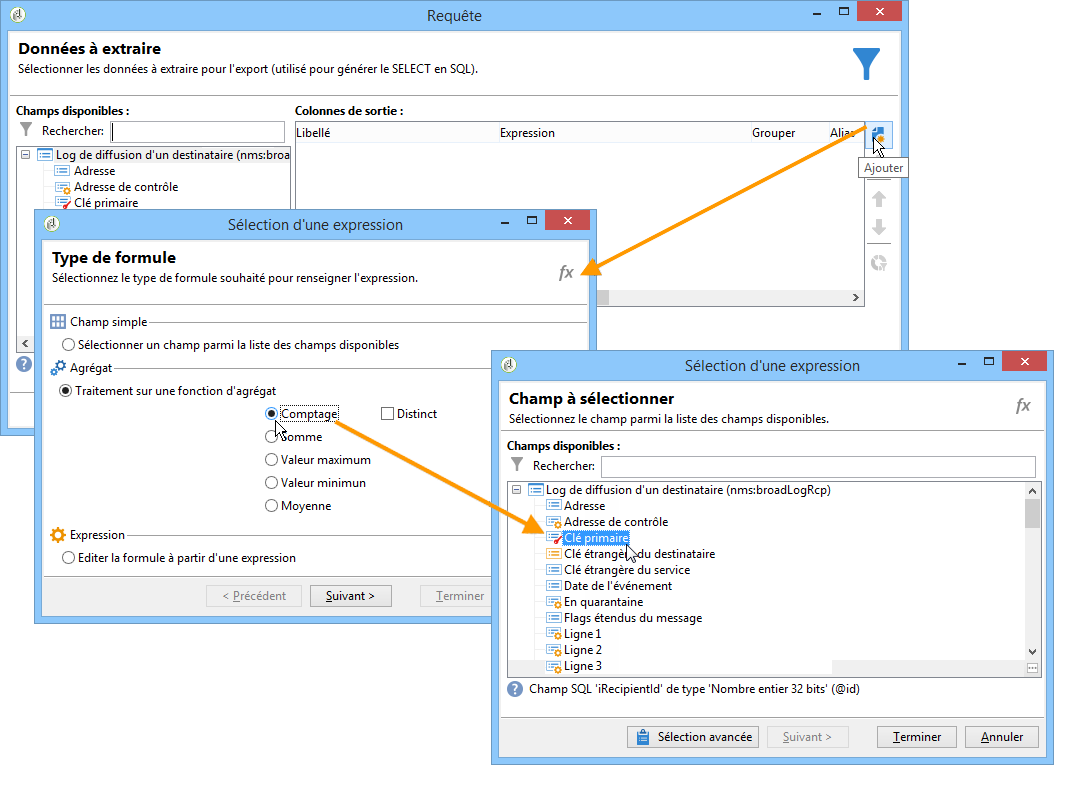 Requête
Données à extraire
Sélectionner les données à extraire pour l'export (utilisé pour générer le SELECT en SQL).
Champs disponibles :
Rechercher:
Log de diffusion d'un destinataire (nms:broa
Adresse
Adresse de contrôle
Clé primaire
Colonnes de sortie :
Libellé Expression Grouper Alias
Ajouter
Sélection d'une expression
Type de formule
Sélectionnez le type de formule souhaité pour renseigner l'expression.
fx
Champ simple
Sélectionner un champ parmi la liste des champs disponibles
Agrégat
Traitement sur une fonction d'agrégat
Comptage Distinct
Somme
Valeur maximum
Valeur minimun
Moyenne
Expression
Editer la formule à partir d'une expression
< Précédent Suivant > Terminer
Sélection d'une expression
Champ à sélectionner
Sélectionnez le champ parmi la liste des champs disponibles.
fx
Champs disponibles :
Rechercher:
Log de diffusion d'un destinataire (nms:broadLogRcp)
Adresse
Adresse de contrôle
Clé primaire
Clé étrangère du destinataire
Clé étrangère du service
Date de l'événement
En quarantaine
Flags étendus du message
Ligne 1
Ligne 2
Ligne 3
Champ SQL 'iRecipientId' de type 'Nombre entier 32 bits' (@id)
Sélection avancée Suivant > Terminer Annuler